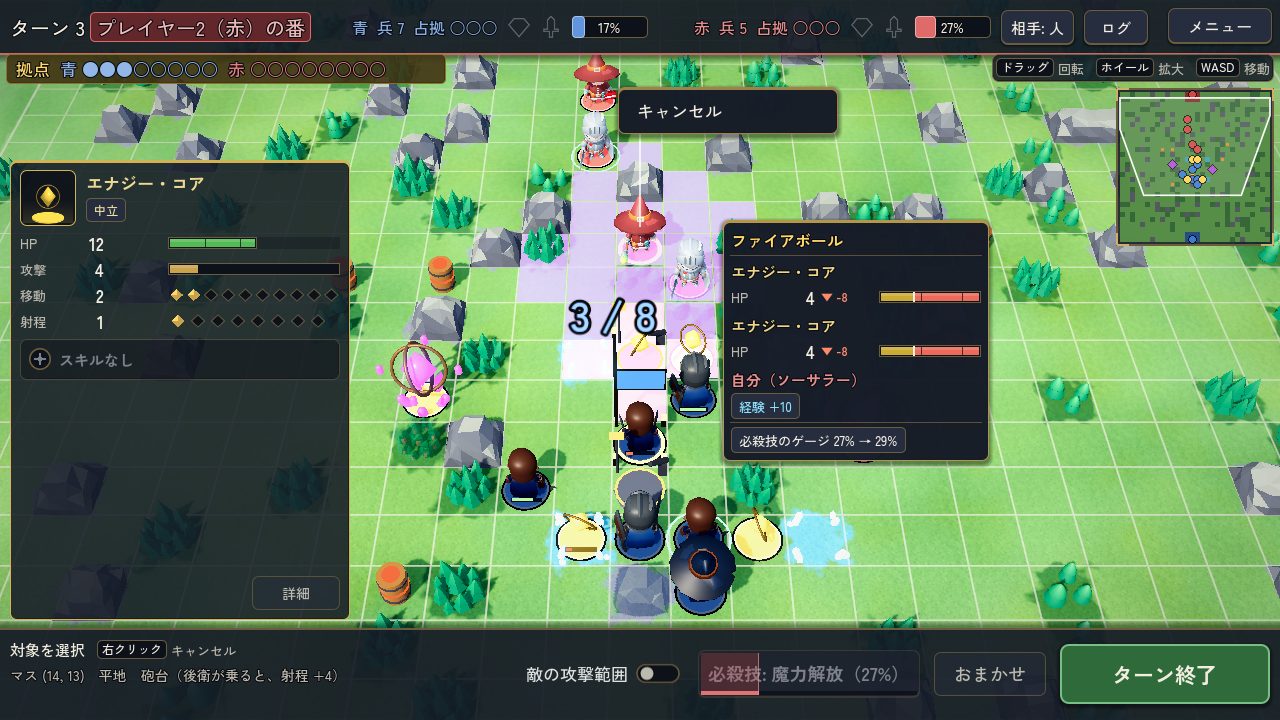 ターン 3 プレイヤー2（赤）の番 青 兵 7 占拠 〇〇〇 17% 赤 兵 5 占拠 〇〇〇 27% 相手: 人 ログ メニュー
拠点 青 赤 ドラッグ 回転 ホイール 拡大 WASD 移動
キャンセル
エナジー・コア
中立
HP 12
攻撃 4
移動 2
射程 1
スキルなし
詳細
3 / 8
ファイアボール
エナジー・コア
HP 4 ▼ -8
エナジー・コア
HP 4 ▼ -8
自分（ソーサラー）
経験 +10
必殺技のゲージ 27% → 29%
対象を選択 右クリック キャンセル
マス (14, 13) 平地 砲台（後衛が乗ると、射程 +4）
敵の攻撃範囲 必殺技: 魔力解放（27%） おまかせ ターン終了